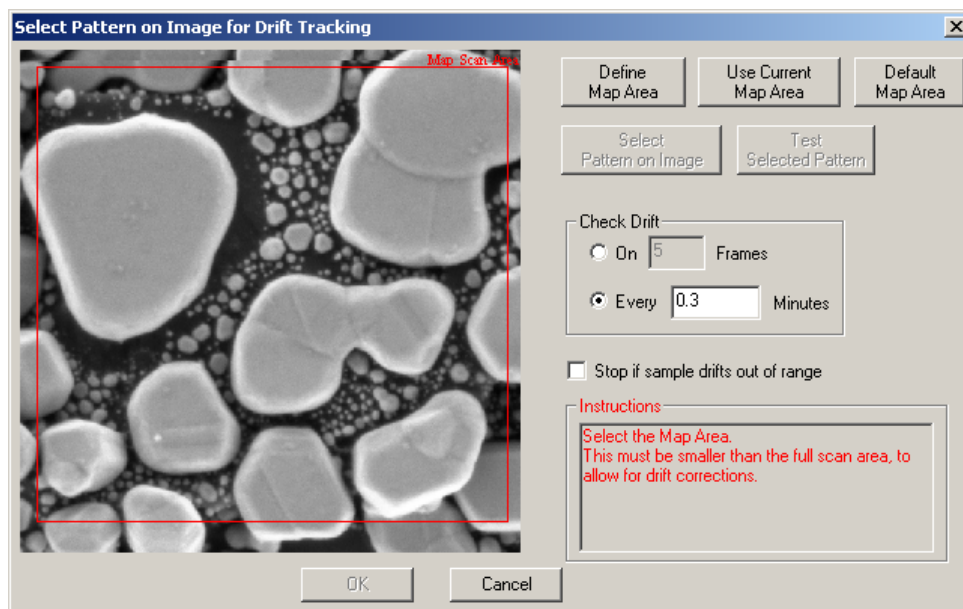 Select Pattern on Image for Drift Tracking
Map Scan Area
Define
Map Area
Use Current
Map Area
Default
Map Area
Select
Pattern on Image
Test
Selected Pattern
Check Drift
On 5 Frames
Every 0.3 Minutes
Stop if sample drifts out of range
Instructions
Select the Map Area.
This must be smaller than the full scan area, to
allow for drift corrections.
OK
Cancel